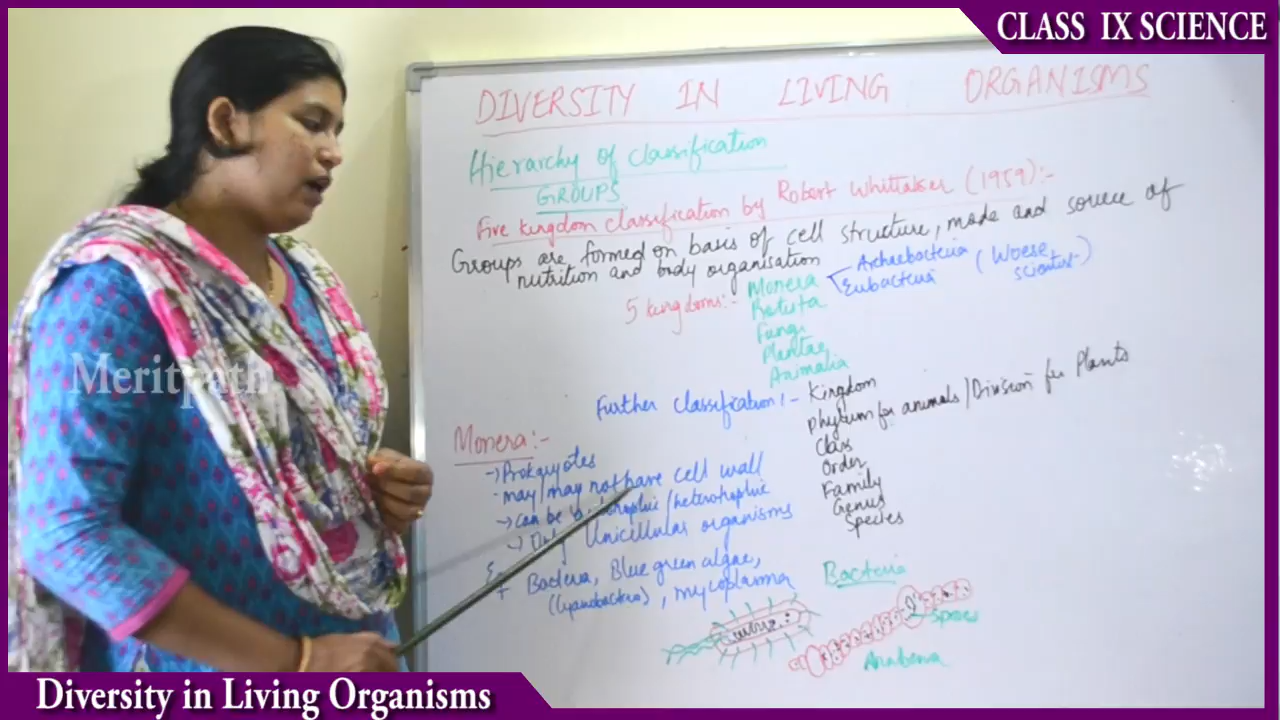 CLASS IX SCIENCE
DIVERSITY IN LIVING ORGANISMS
Hierarchy of classification
GROUPS
Five kingdom classification by Robert Whittaker (1959):-
Groups are formed on basis of cell structure, mode and source of
nutrition and body organisation
5 kingdoms:- Monera
Archaebacteria
Eubacteria
(Woese, scientist)
Fungi
Plantae
Animalia
Further classification:- Kingdom
phylum for animals/Division for Plants
Class
Order
Family
Genus
Species
Monera:-
→Prokaryotes
- may/may not have cell wall
→can be /heterotrophic
→ Unicellular organisms
Bacteria, Blue green algae,
(Cyanobacteria), mycoplasma
Bacteria
Spores
Anabaena
Meritpath
Diversity in Living Organisms